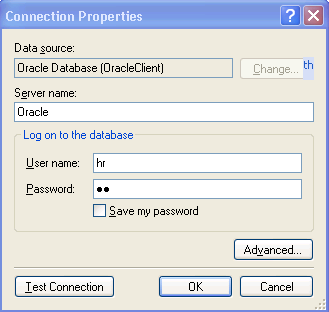 Connection Properties
Data source:
Oracle Database (OracleClient)
Change...
th
Server name:
Oracle
Log on to the database
User name:
hr
Password:
●●
Save my password
Advanced...
Test Connection
OK
Cancel